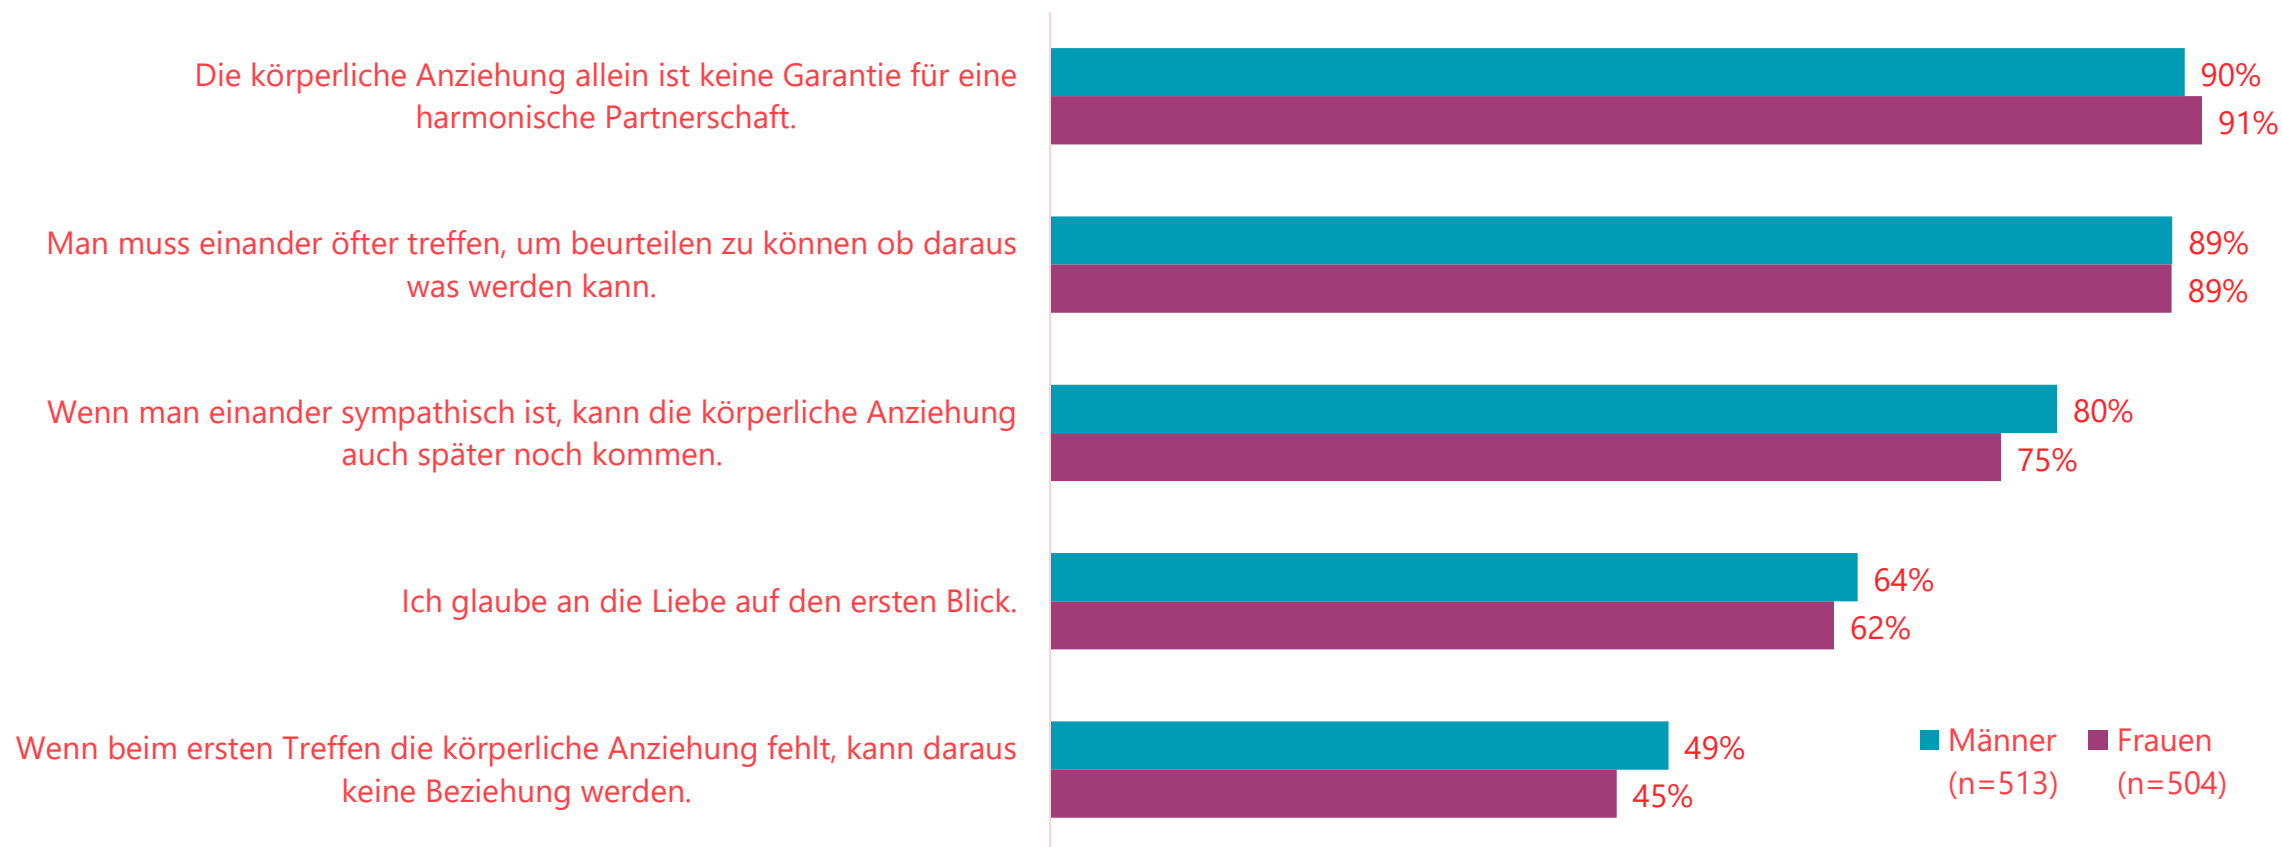 Die körperliche Anziehung allein ist keine Garantie für eine
harmonische Partnerschaft.
90%
91%
Man muss einander öfter treffen, um beurteilen zu können ob daraus
was werden kann.
89%
89%
Wenn man einander sympathisch ist, kann die körperliche Anziehung
auch später noch kommen.
80%
75%
Ich glaube an die Liebe auf den ersten Blick.
64%
62%
Wenn beim ersten Treffen die körperliche Anziehung fehlt, kann daraus
keine Beziehung werden.
49%
45%
Männer
(n=513)
Frauen
(n=504)